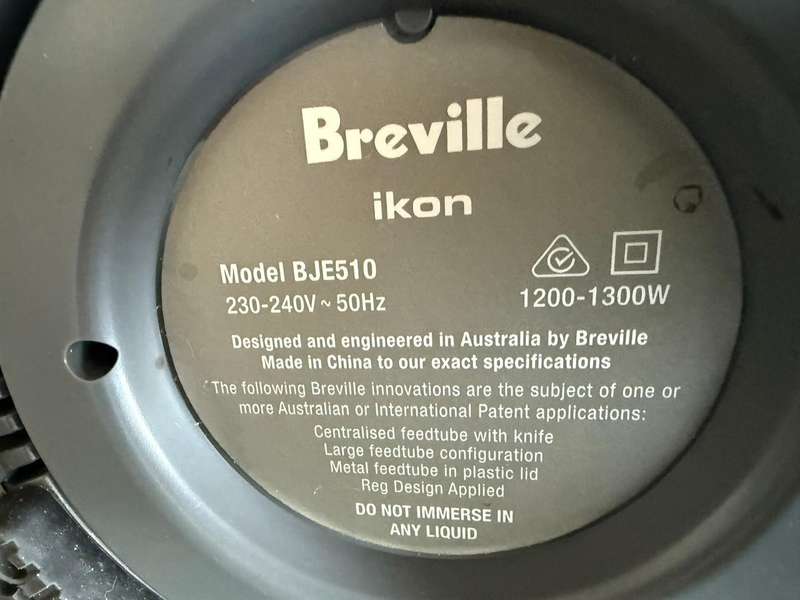 Breville
ikon
Model BJE510
230-240V ~ 50Hz
1200-1300W
Designed and engineered in Australia by Breville
Made in China to our exact specifications
The following Breville innovations are the subject of one or
more Australian or International Patent applications:
Centralised feedtube with knife
Large feedtube configuration
Metal feedtube in plastic lid
Reg Design Applied
DO NOT IMMERSE IN
ANY LIQUID